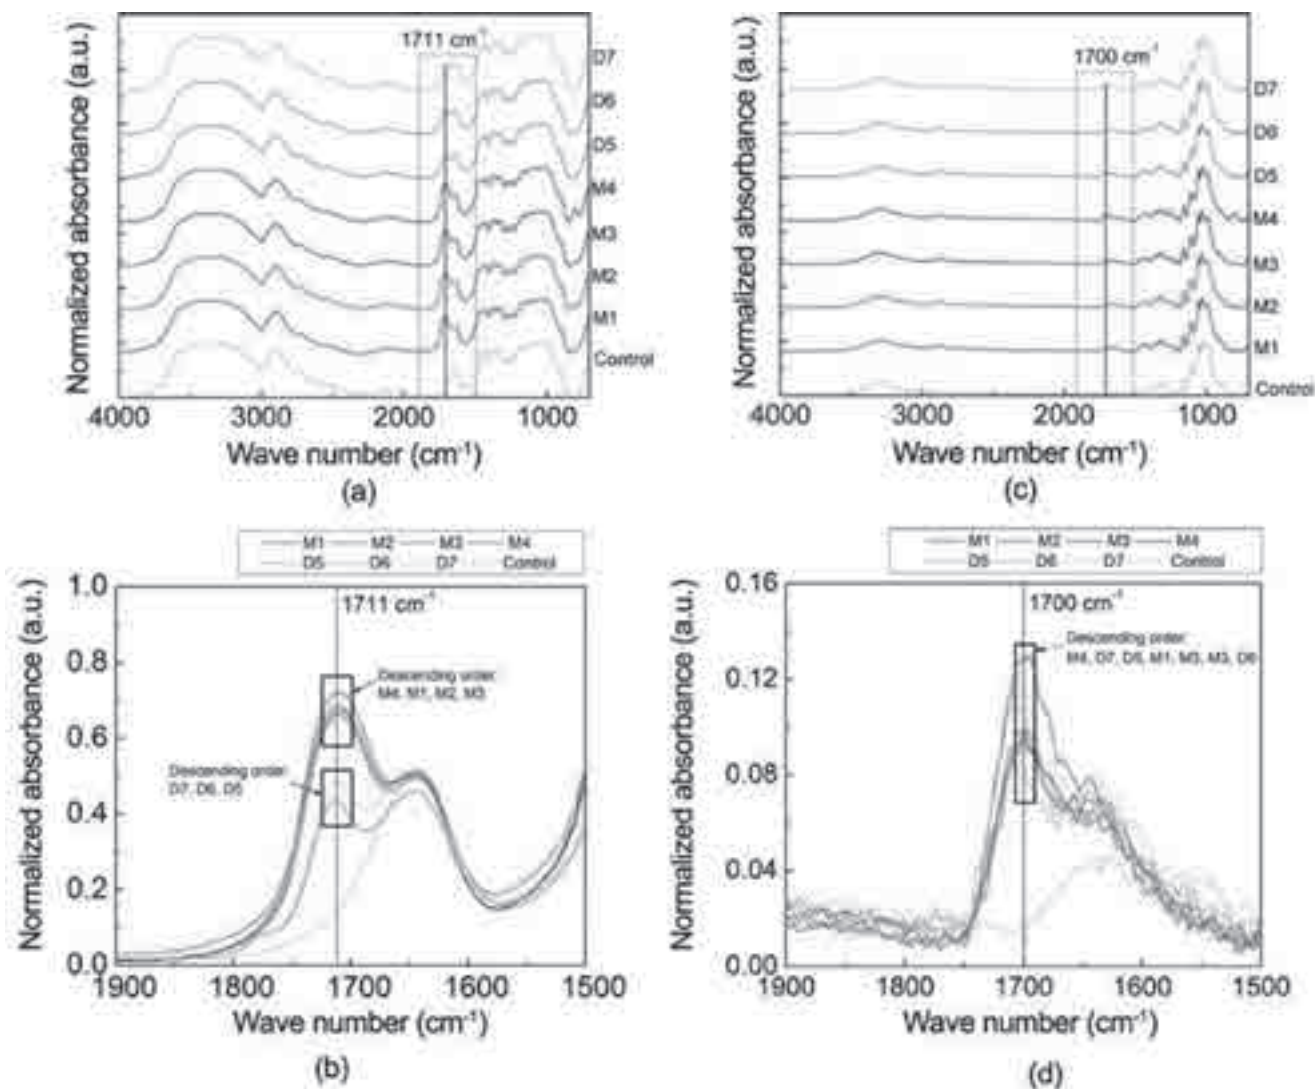 Normalized absorbance (a.u.)
1711 cm-1
D7
D6
D5
M4
M3
M2
M1
Control
4000 3000 2000 1000
Wave number (cm-1)
(a)
Normalized absorbance (a.u.)
1700 cm-1
D7
D6
D5
M4
M3
M2
M1
Control
4000 3000 2000 1000
Wave number (cm-1)
(c)
M1 M2 M3 M4
D5 D6 D7 Control
Normalized absorbance (a.u.)
1.0
0.8
0.6
0.4
0.2
0.0
1711 cm-1
Descending order
M4, M1, M2, M3
Descending order
D7, D6, D5
1900 1800 1700 1600 1500
Wave number (cm-1)
(b)
M1 M2 M3 M4
D5 D6 D7 Control
Normalized absorbance (a.u.)
0.16
0.12
0.08
0.04
0.00
1700 cm-1
Descending order
D7, M1, M3, M3,
1900 1800 1700 1600 1500
Wave number (cm-1)
(d)